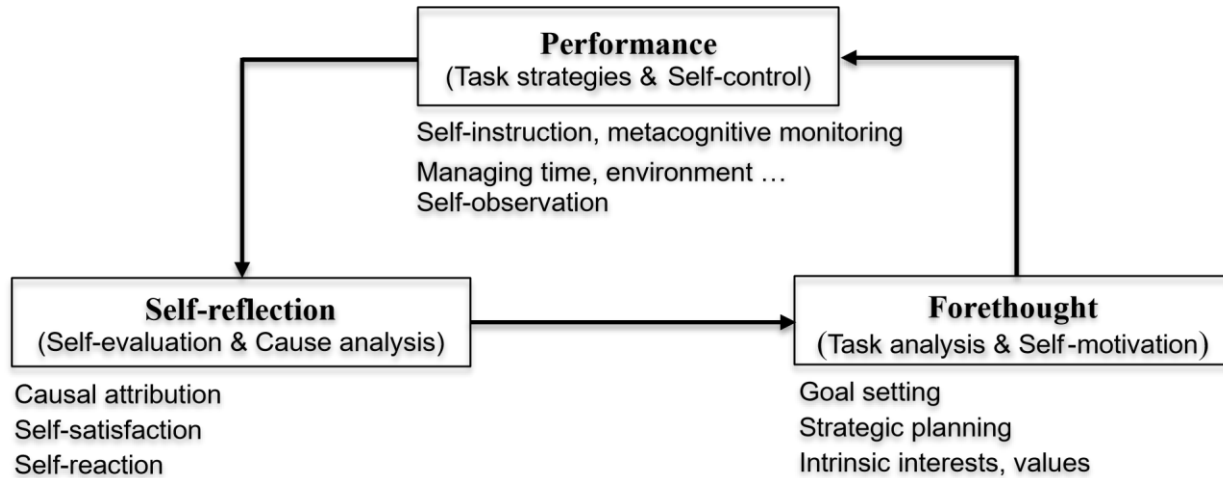 Performance
(Task strategies & Self-control)
Self-instruction, metacognitive monitoring
Managing time, environment …
Self-observation
Self-reflection
(Self-evaluation & Cause analysis)
Causal attribution
Self-satisfaction
Self-reaction
Forethought
(Task analysis & Self-motivation)
Goal setting
Strategic planning
Intrinsic interests, values